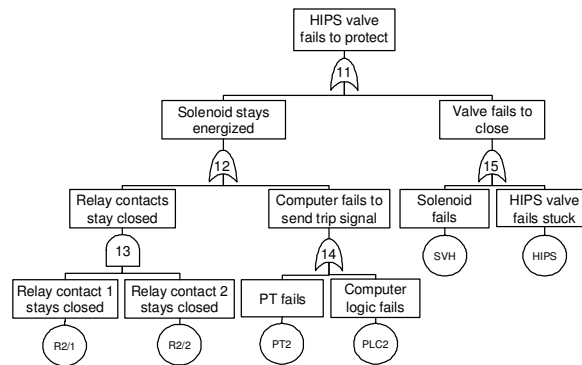 HIPS valve
fails to protect
11
Solenoid stays
energized
Valve fails to
close
12
15
Relay contacts
stay closed
Computer fails to
send trip signal
Solenoid
fails
HIPS valve
fails stuck
13
14
SVH
HIPS
Relay contact 1
stays closed
Relay contact 2
stays closed
PT fails
Computer
logic fails
R2/1
R2/2
PT2
PLC2